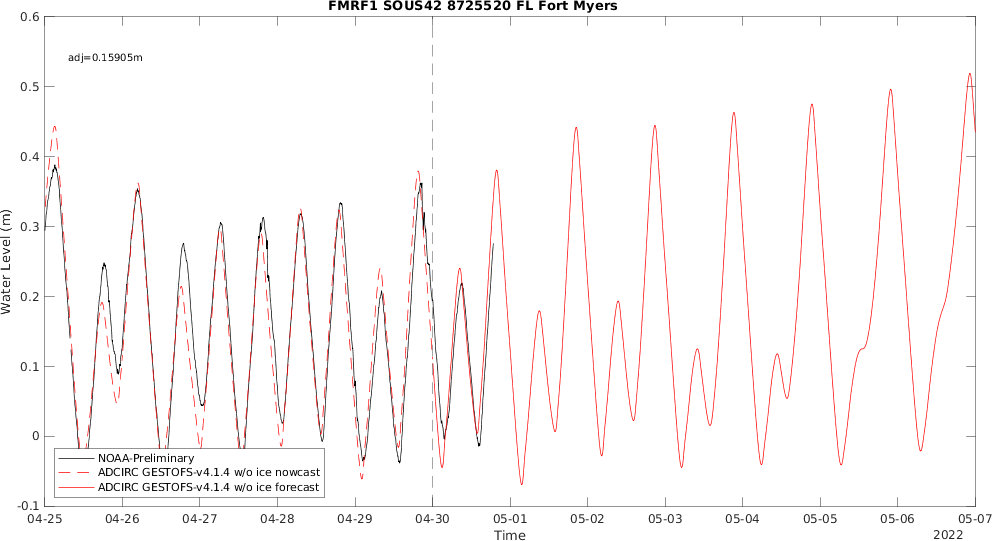 FMRF1 SOUS42 8725520 FL Fort Myers
adj=0.15905m
Water Level (m)
0.6
0.5
0.4
0.3
0.2
0.1
0
-0.1
NOAA-Preliminary
ADCIRC GESTOFS-v4.1.4 w/o ice nowcast
ADCIRC GESTOFS-v4.1.4 w/o ice forecast
04-25 04-26 04-27 04-28 04-29 04-30 05-01 05-02 05-03 05-04 05-05 05-06 05-07
Time
2022